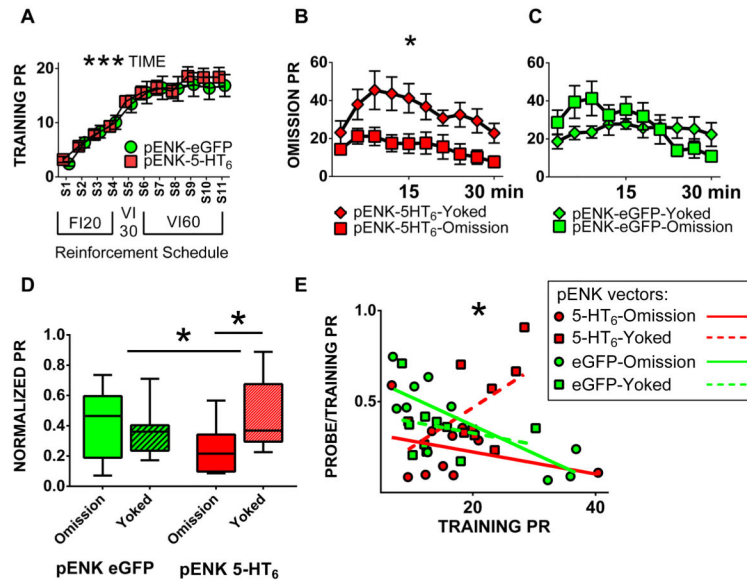 A
TRAINING PR
20
10
0
*** TIME
pENK-eGFP
pENK-5-HT₆
S1
S2
S3
S4
S5
S6
S7
S8
S9
S10
S11
FI20
VI
30
VI60
Reinforcement Schedule
B
*
OMISSION PR
60
40
20
0
15
30 min
pENK-5HT₆-Yoked
pENK-5HT₆-Omission
C
60
40
20
0
15
30 min
pENK-eGFP-Yoked
pENK-eGFP-Omission
D
NORMALIZED PR
1.0
0.8
0.6
0.4
0.2
0.0
*
*
Omission
Yoked
Omission
Yoked
pENK eGFP
pENK 5-HT₆
E
PROBE/TRAINING PR
1.0
0.5
*
20
40
TRAINING PR
pENK vectors:
5-HT₆-Omission
5-HT₆-Yoked
eGFP-Omission
eGFP-Yoked